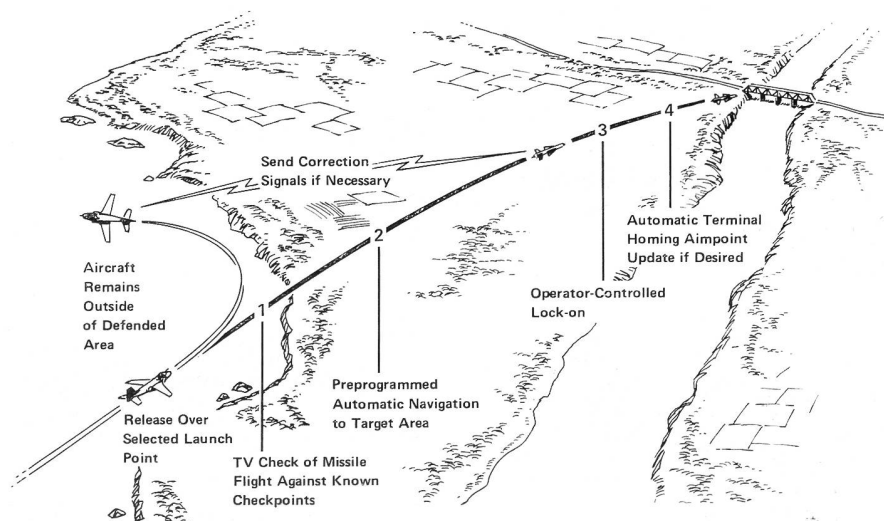 Send Correction
Signals if Necessary
Aircraft
Remains
Outside
of Defended
Area
Release Over
Selected Launch
Point
1
TV Check of Missile
Flight Against Known
Checkpoints
2
Preprogrammed
Automatic Navigation
to Target Area
3
Operator-Controlled
Lock-on
4
Automatic Terminal
Homing Aimpoint
Update if Desired